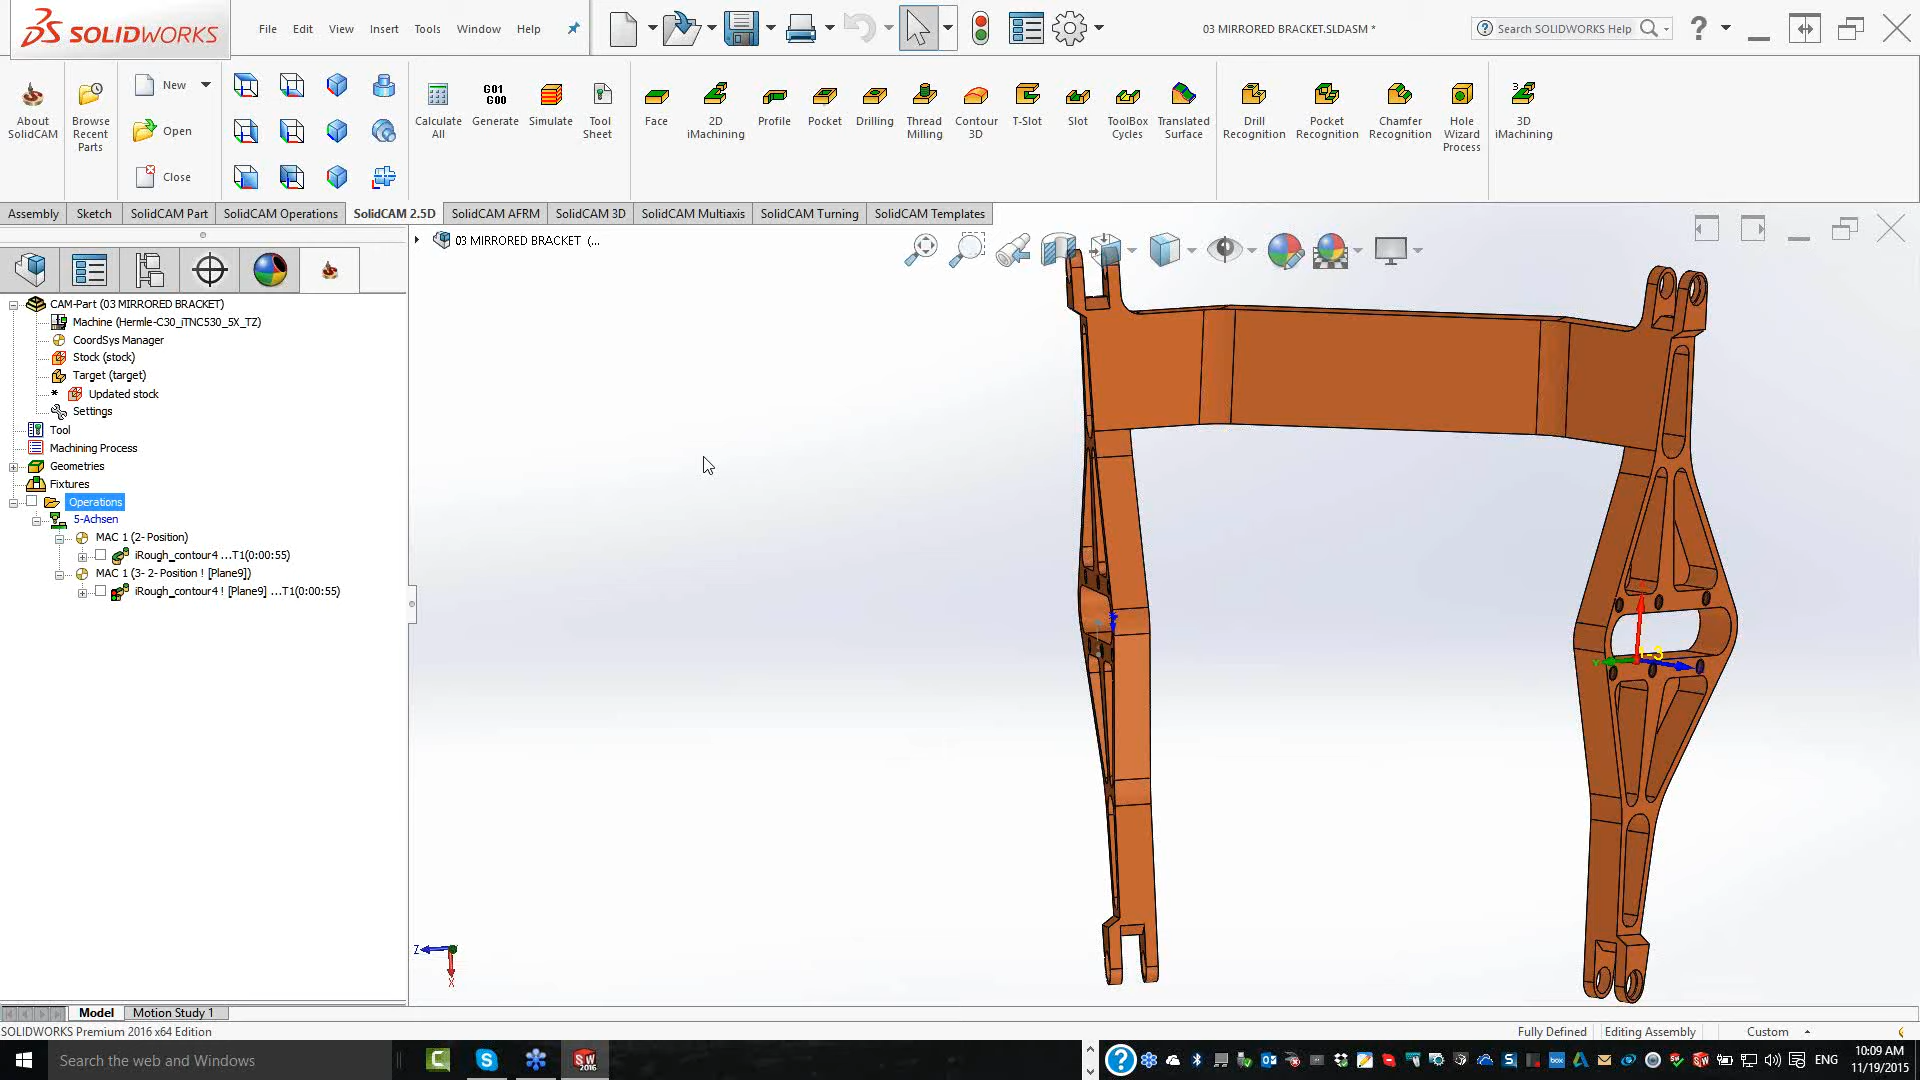 SOLIDWORKS
File Edit View Insert Tools Window Help
03 MIRRORED BRACKET.SLDASM *
Search SOLIDWORKS Help
About SolidCAM
Browse Recent Parts
New
Open
Close
Calculate All
G01
G00
Generate
Simulate
Tool Sheet
Face
2D iMachining
Profile
Pocket
Drilling
Thread Milling
Contour 3D
T-Slot
Slot
ToolBox Cycles
Translated Surface
Drill Recognition
Pocket Recognition
Chamfer Recognition
Hole Wizard Process
3D iMachining
Assembly Sketch SolidCAM Part SolidCAM Operations SolidCAM 2.5D SolidCAM AFRM SolidCAM 3D SolidCAM Multiaxis SolidCAM Turning SolidCAM Templates
03 MIRRORED BRACKET (...
CAM-Part (03 MIRRORED BRACKET)
Machine (Hermle-C30_iTNC530_5X_TZ)
CoordSys Manager
Stock (stock)
Target (target)
* Updated stock
Settings
Tool
Machining Process
Geometries
Fixtures
Operations
5-Achsen
MAC 1 (2- Position)
iRough_contour4 ...T1(0:00:55)
MAC 1 (3- 2- Position ! [Plane9])
iRough_contour4 ! [Plane9] ...T1(0:00:55)
1-3
Z
X
Model Motion Study 1
SOLIDWORKS Premium 2016 x64 Edition
Fully Defined Editing Assembly Custom
Search the web and Windows
SW 2016
ENG
10:09 AM
11/19/2015